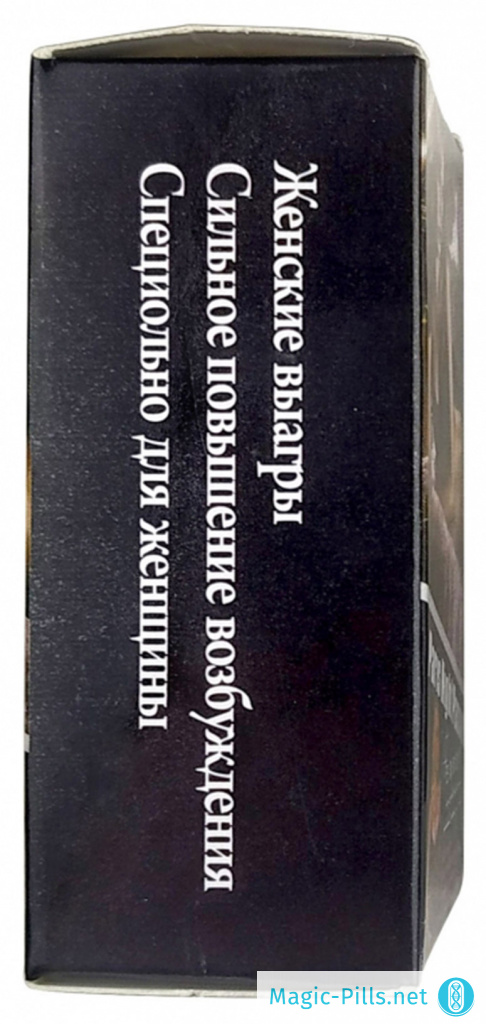 Женские выагры
Сильное повышение возбуждения
Специольно для женщины
Magic-Pills.net